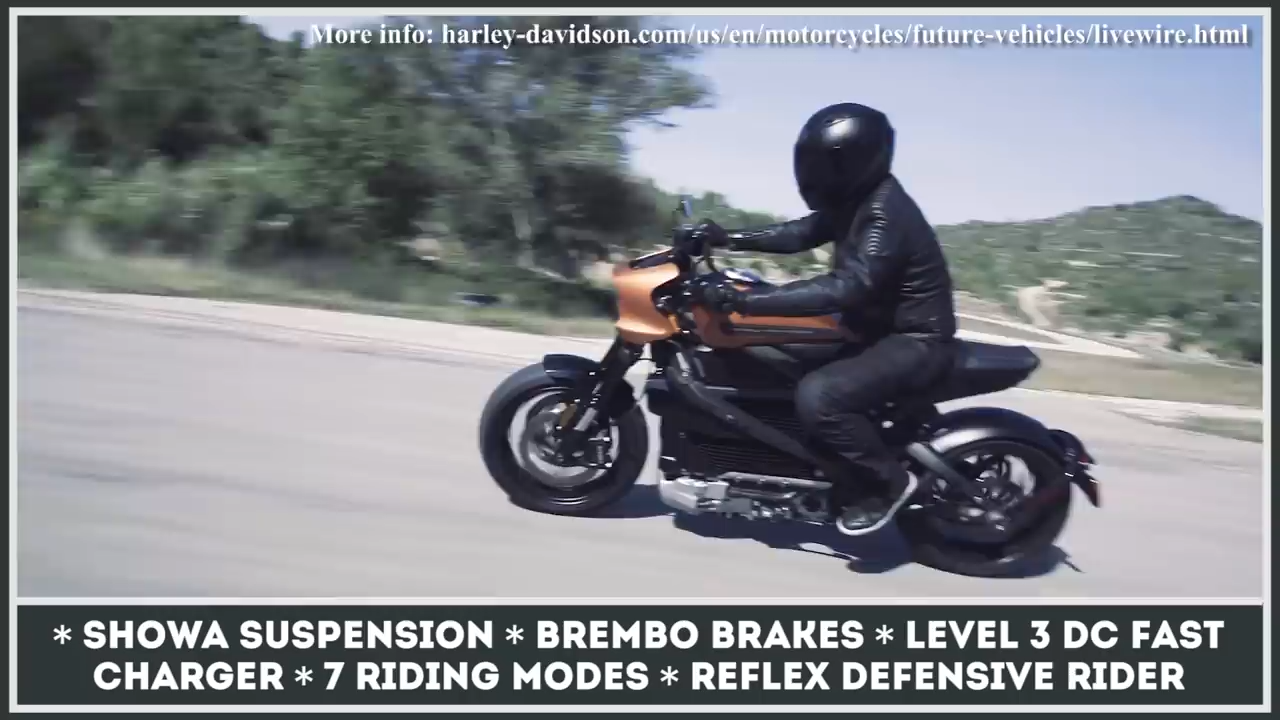 More info: harley-davidson.com/us/en/motorcycles/future-vehicles/livewire.html
* SHOWA SUSPENSION * BREMBO BRAKES * LEVEL 3 DC FAST
CHARGER * 7 RIDING MODES * REFLEX DEFENSIVE RIDER